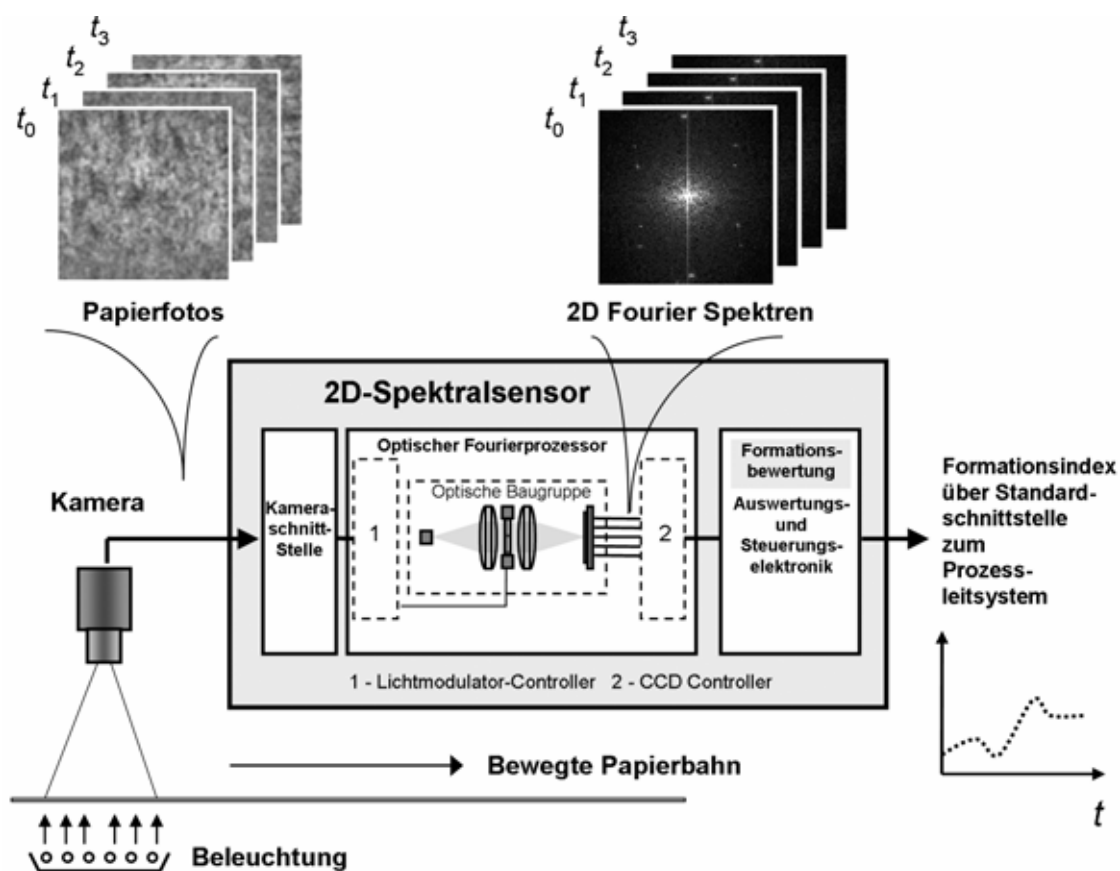 t3
t2
t1
t0
Papierfotos
t3
t2
t1
t0
2D Fourier Spektren
2D-Spektralsensor
Kamera
Kamera-
schnitt-
Stelle
Optischer Fourierprozessor
Optische Baugruppe
1
2
Formations-
bewertung
Auswertungs-
und
Steuerungs-
elektronik
1 - Lichtmodulator-Controller 2 - CCD Controller
Formationsindex
über Standard-
schnittstelle
zum
Prozess-
leitsystem
t
Bewegte Papierbahn
Beleuchtung